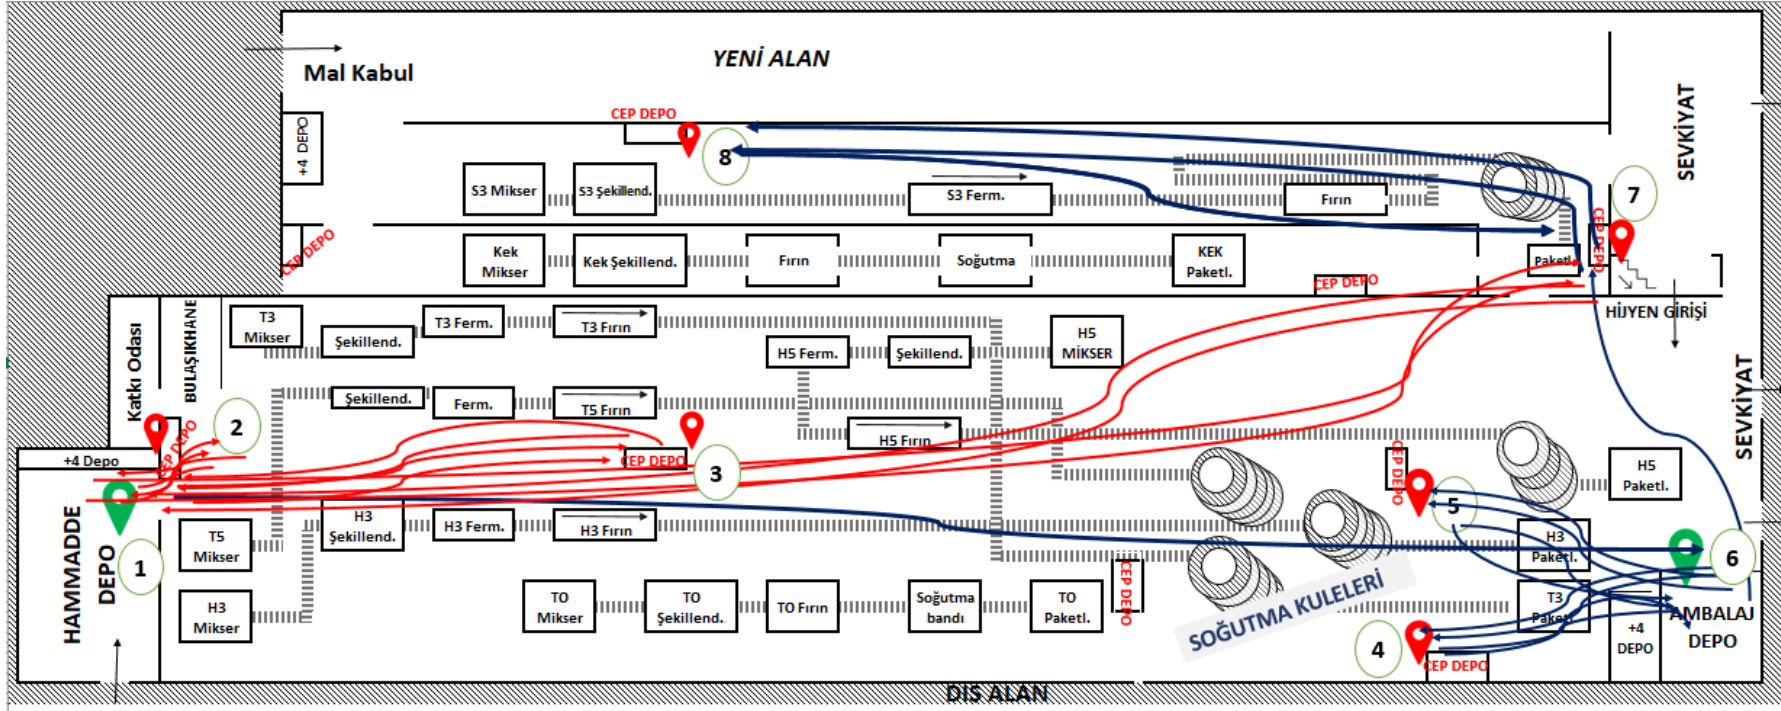 YENİ ALAN
Mal Kabul
SEVKİYAT
+4 DEPO
CEP DEPO
8
S3 Mikser
S3 Şekillend.
S3 Ferm.
Fırın
7
CEP DEPO
CEP DEPO
Kek
Mikser
Kek Şekillend.
Fırın
Soğutma
KEK
Paketl.
Paketl.
CEP DEPO
HİJYEN GİRİŞİ
Katkı Odası
BULAŞIKHANE
T3
Mikser
Şekillend.
T3 Ferm.
T3 Fırın
H5 Ferm.
Şekillend.
H5
MİKSER
SEVKİYAT
Şekillend.
Ferm.
T5 Fırın
H5 Fırın
2
CEP DEPO
+4 Depo
CEP DEPO
3
CEP DEPO
5
H5
Paketl.
HAMMADDE
DEPO
1
T5
Mikser
H3
Şekillend.
H3 Ferm.
H3 Fırın
H3
Paketl.
6
H3
Mikser
TO
Mikser
TO
Şekillend.
TO Fırın
Soğutma
bandı
TO
Paketl.
CEP DEPO
SOĞUTMA KULELERİ
T3
Paketl
AMBALAJ
DEPO
+4
DEPO
4
CEP DEPO
DIS ALAN